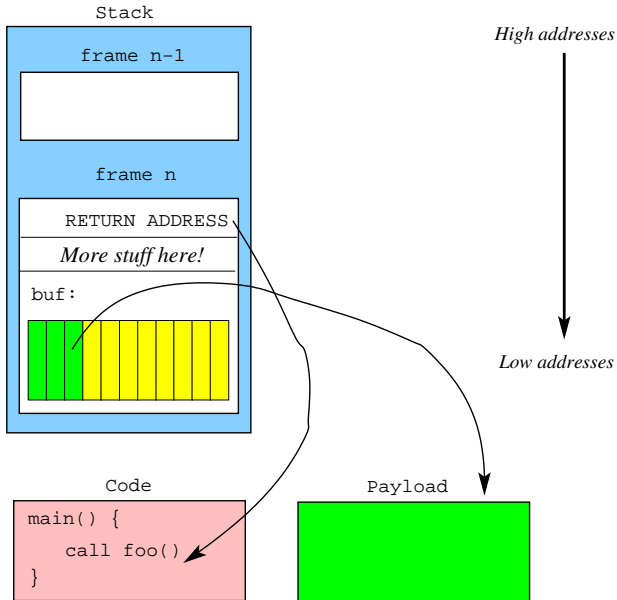 Stack
High addresses
frame n-1
frame n
RETURN ADDRESS
More stuff here!
buf:
Low addresses
Code
Payload
main() {
call foo()
}